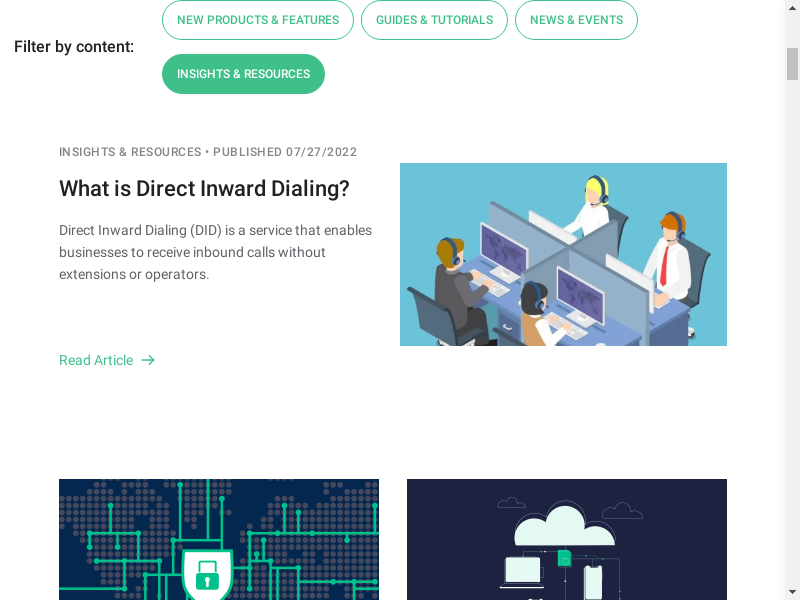 NEW PRODUCTS & FEATURES
GUIDES & TUTORIALS
NEWS & EVENTS
Filter by content:
INSIGHTS & RESOURCES
INSIGHTS & RESOURCES • PUBLISHED 07/27/2022
What is Direct Inward Dialing?
Direct Inward Dialing (DID) is a service that enables
businesses to receive inbound calls without
extensions or operators.
Read Article →